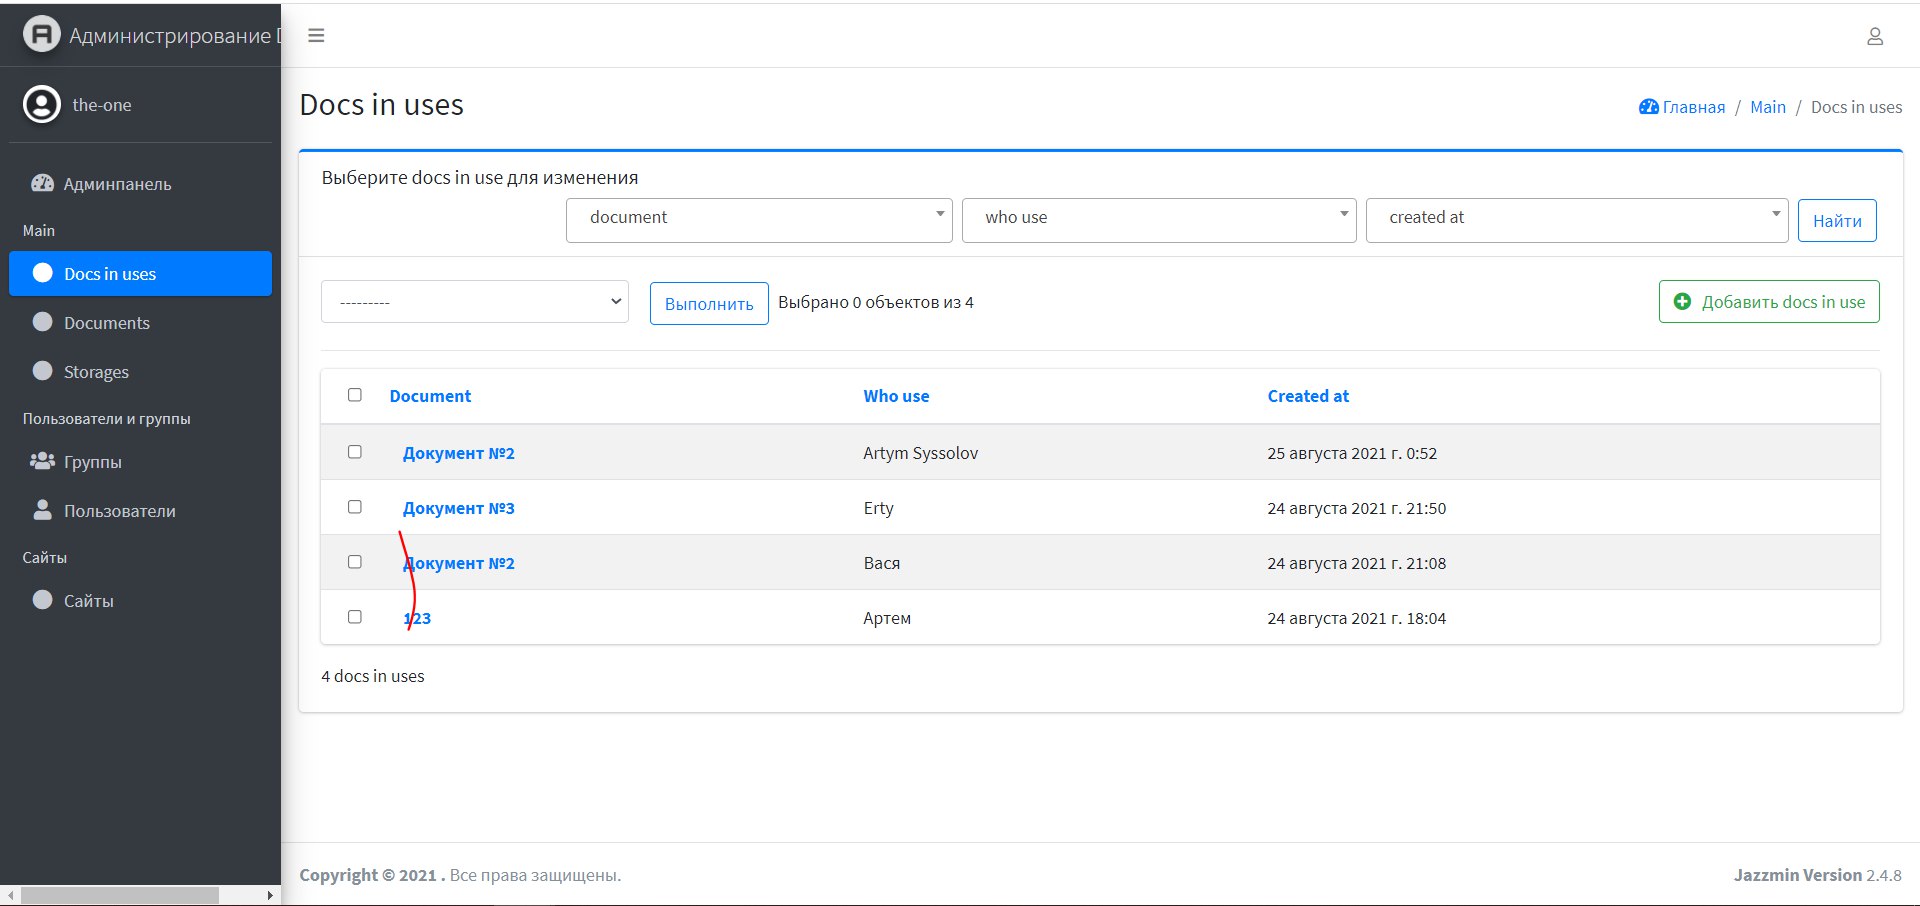 Администрирование
the-one
Админпанель
Main
Docs in uses
Documents
Storages
Пользователи и группы
Группы
Пользователи
Сайты
Сайты
Docs in uses
Главная / Main / Docs in uses
Выберите docs in use для изменения
document who use created at Найти
--------- Выполнить Выбрано 0 объектов из 4 Добавить docs in use
Document Who use Created at
Документ №2 Artym Syssolov 25 августа 2021 г. 0:52
Документ №3 Erty 24 августа 2021 г. 21:50
Документ №2 Вася 24 августа 2021 г. 21:08
123 Артем 24 августа 2021 г. 18:04
4 docs in uses
Copyright © 2021 . Все права защищены.
Jazzmin Version 2.4.8